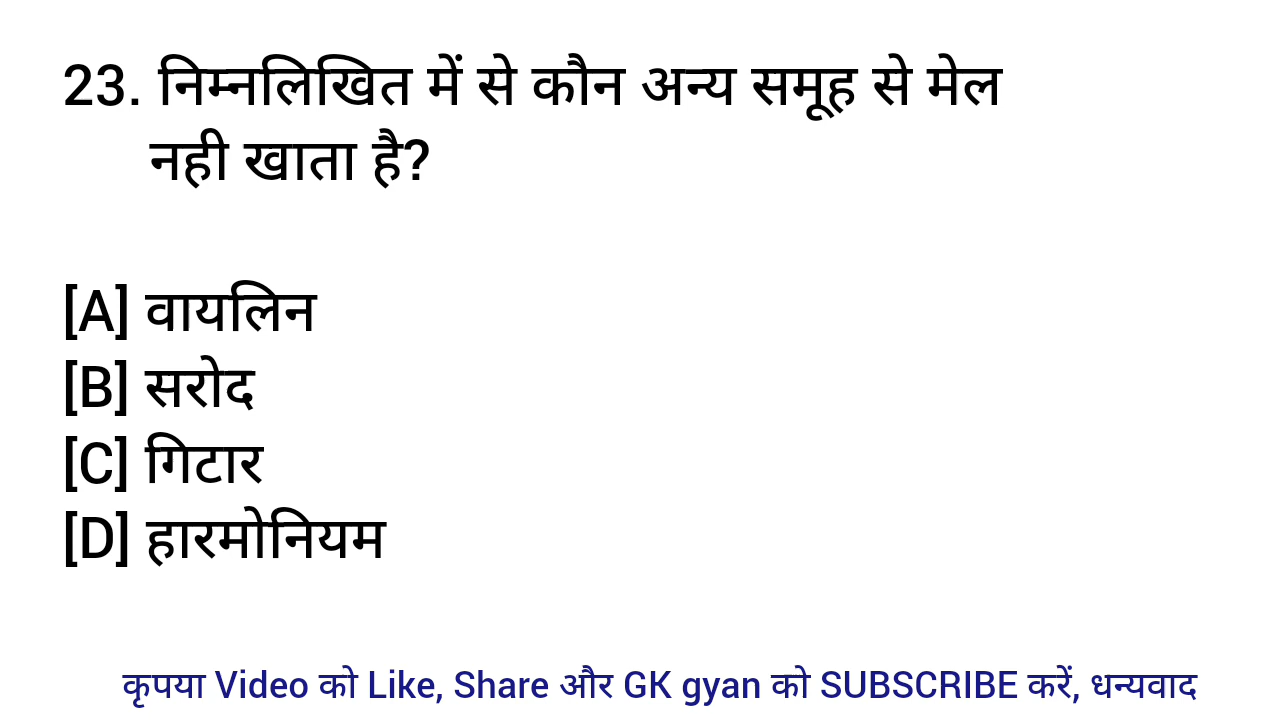 23. निम्नलिखित में से कौन अन्य समूह से मेल
नही खाता है?
[A] वायलिन
[B] सरोद
[C] गिटार
[D] हारमोनियम
कृपया Video को Like, Share और GK gyan को SUBSCRIBE करें, धन्यवाद